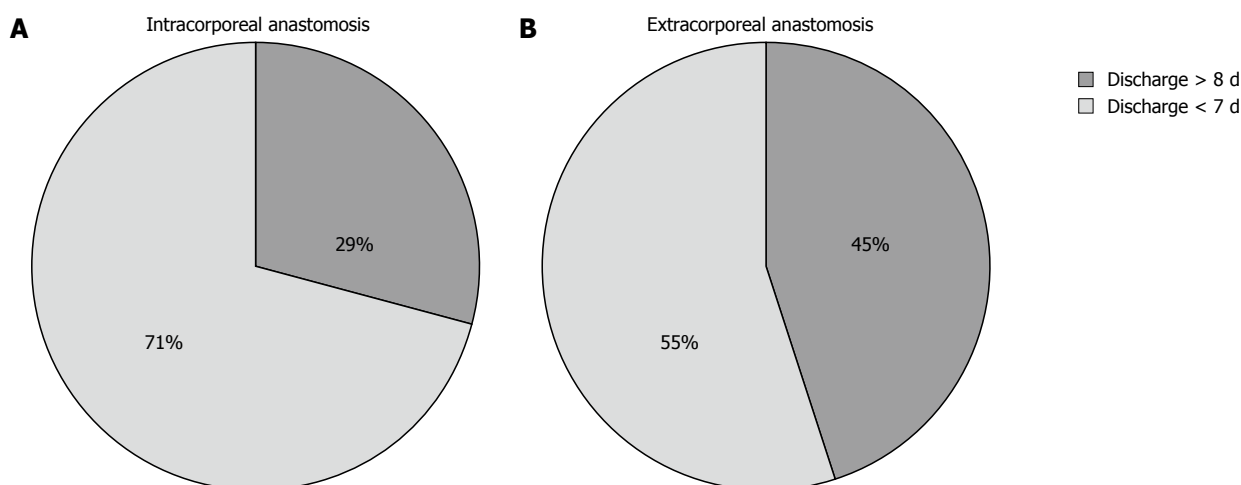 A
Intracorporeal anastomosis
29%
71%
B
Extracorporeal anastomosis
45%
55%
Discharge > 8 d
Discharge < 7 d